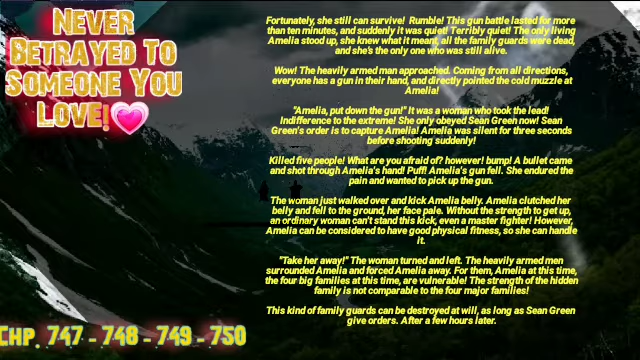 NEVER
BETRAYED TO
SOMEONE YOU
LOVE!
Fortunately, she still can survive! Rumble! This gun battle lasted for more
than ten minutes, and suddenly it was quiet! Terribly quiet! The only living
Amelia stood up, she knew what it meant, all the family guards were dead,
and she's the only one who was still alive.
Wow! The heavily armed man approached. Coming from all directions,
everyone has a gun in their hand, and directly pointed the cold muzzle at
Amelia!
"Amelia, put down the gun!" It was a woman who took the lead!
Indifference to the extreme! She only obeyed Sean Green now! Sean
Green's order is to capture Amelia! Amelia was silent for three seconds
before shooting suddenly!
Killed five people! What are you afraid of? however! bump! A bullet came
and shot through Amelia's hand! Puff! Amelia's gun fell. She endured the
pain and wanted to pick up the gun.
The woman just walked over and kick Amelia belly. Amelia clutched her
belly and fell to the ground, her face pale. Without the strength to get up,
an ordinary woman can't stand this kick, even a master fighter! However,
Amelia can be considered to have good physical fitness, so she can handle
it.
"Take her away!" The woman turned and left. The heavily armed men
surrounded Amelia and forced Amelia away. For them, Amelia at this time,
the four big families at this time, are vulnerable! The strength of the hidden
family is not comparable to the four major families!
This kind of family guards can be destroyed at will, as long as Sean Green
give orders. After a few hours later.
CHP. 747 - 748 - 749 - 750